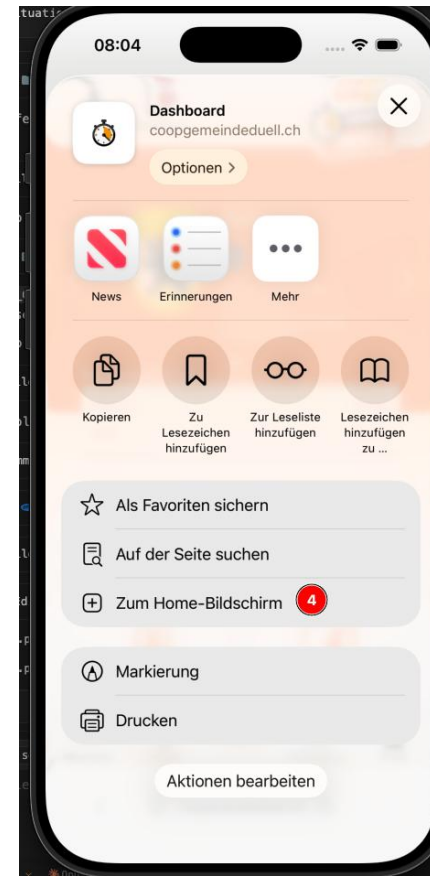 08:04
Dashboard
coopgemeindeduell.ch
Optionen >
News
Erinnerungen
Mehr
Kopieren
Zu
Lesezeichen
hinzufügen
Zur Leseliste
hinzufügen
Lesezeichen
hinzufügen
zu ...
Als Favoriten sichern
Auf der Seite suchen
Zum Home-Bildschirm 4
Markierung
Drucken
Aktionen bearbeiten